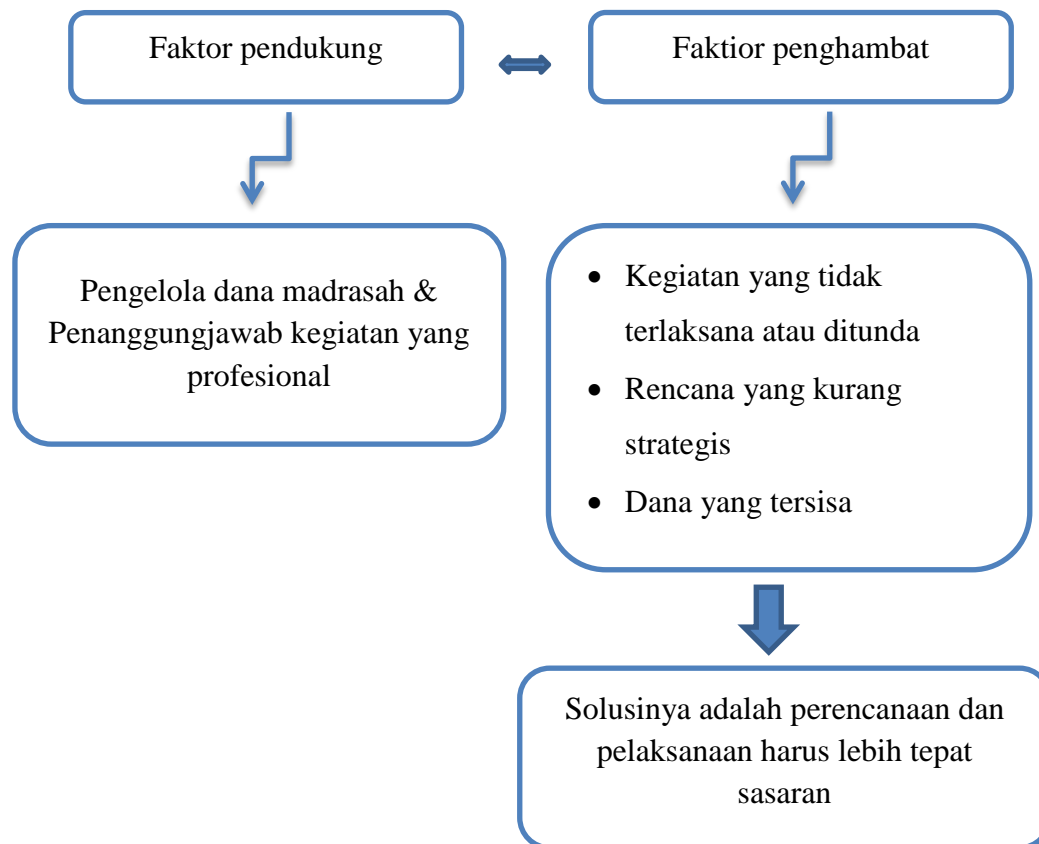 Faktor pendukung
Faktior penghambat
Pengelola dana madrasah &
Penanggungjawab kegiatan yang
profesional
• Kegiatan yang tidak
terlaksana atau ditunda
• Rencana yang kurang
strategis
• Dana yang tersisa
Solusinya adalah perencanaan dan
pelaksanaan harus lebih tepat
sasaran